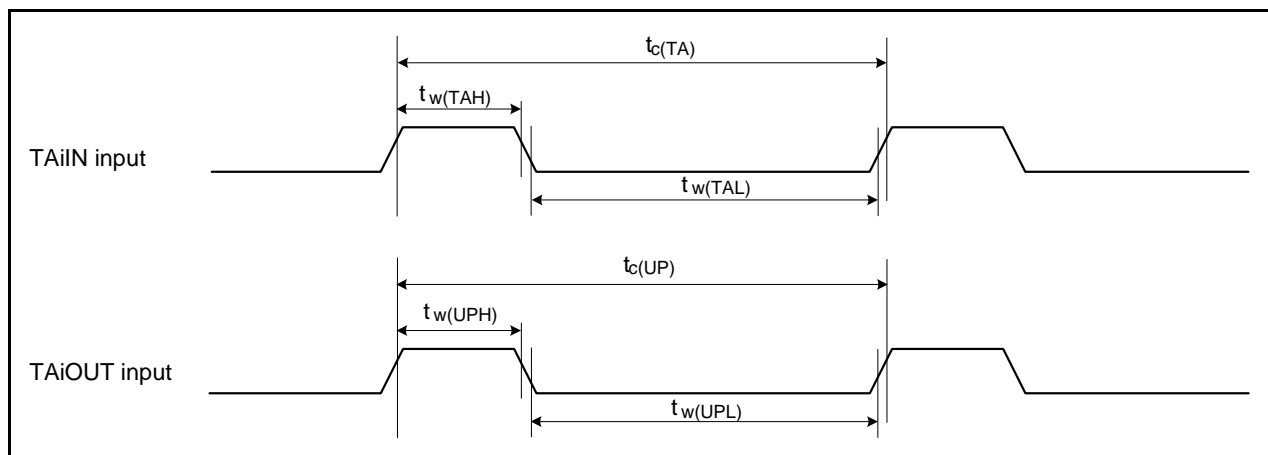 tc(TA)
tw(TAH)
TAiIN input
tw(TAL)
tc(UP)
tw(UPH)
TAiOUT input
tw(UPL)